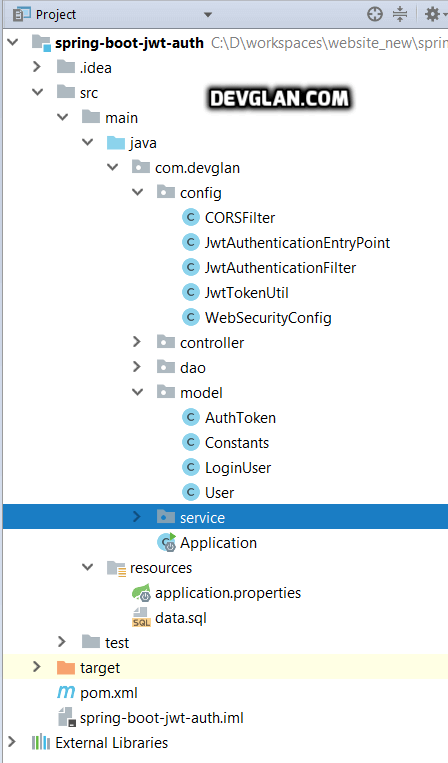 Project
spring-boot-jwt-auth C:\D\workspaces\website_new\sprin
.idea
src
DEVGLAN.COM
main
java
com.devglan
config
CORSFilter
JwtAuthenticationEntryPoint
JwtAuthenticationFilter
JwtTokenUtil
WebSecurityConfig
controller
dao
model
AuthToken
Constants
LoginUser
User
service
Application
resources
application.properties
SQL data.sql
test
target
m pom.xml
spring-boot-jwt-auth.iml
External Libraries